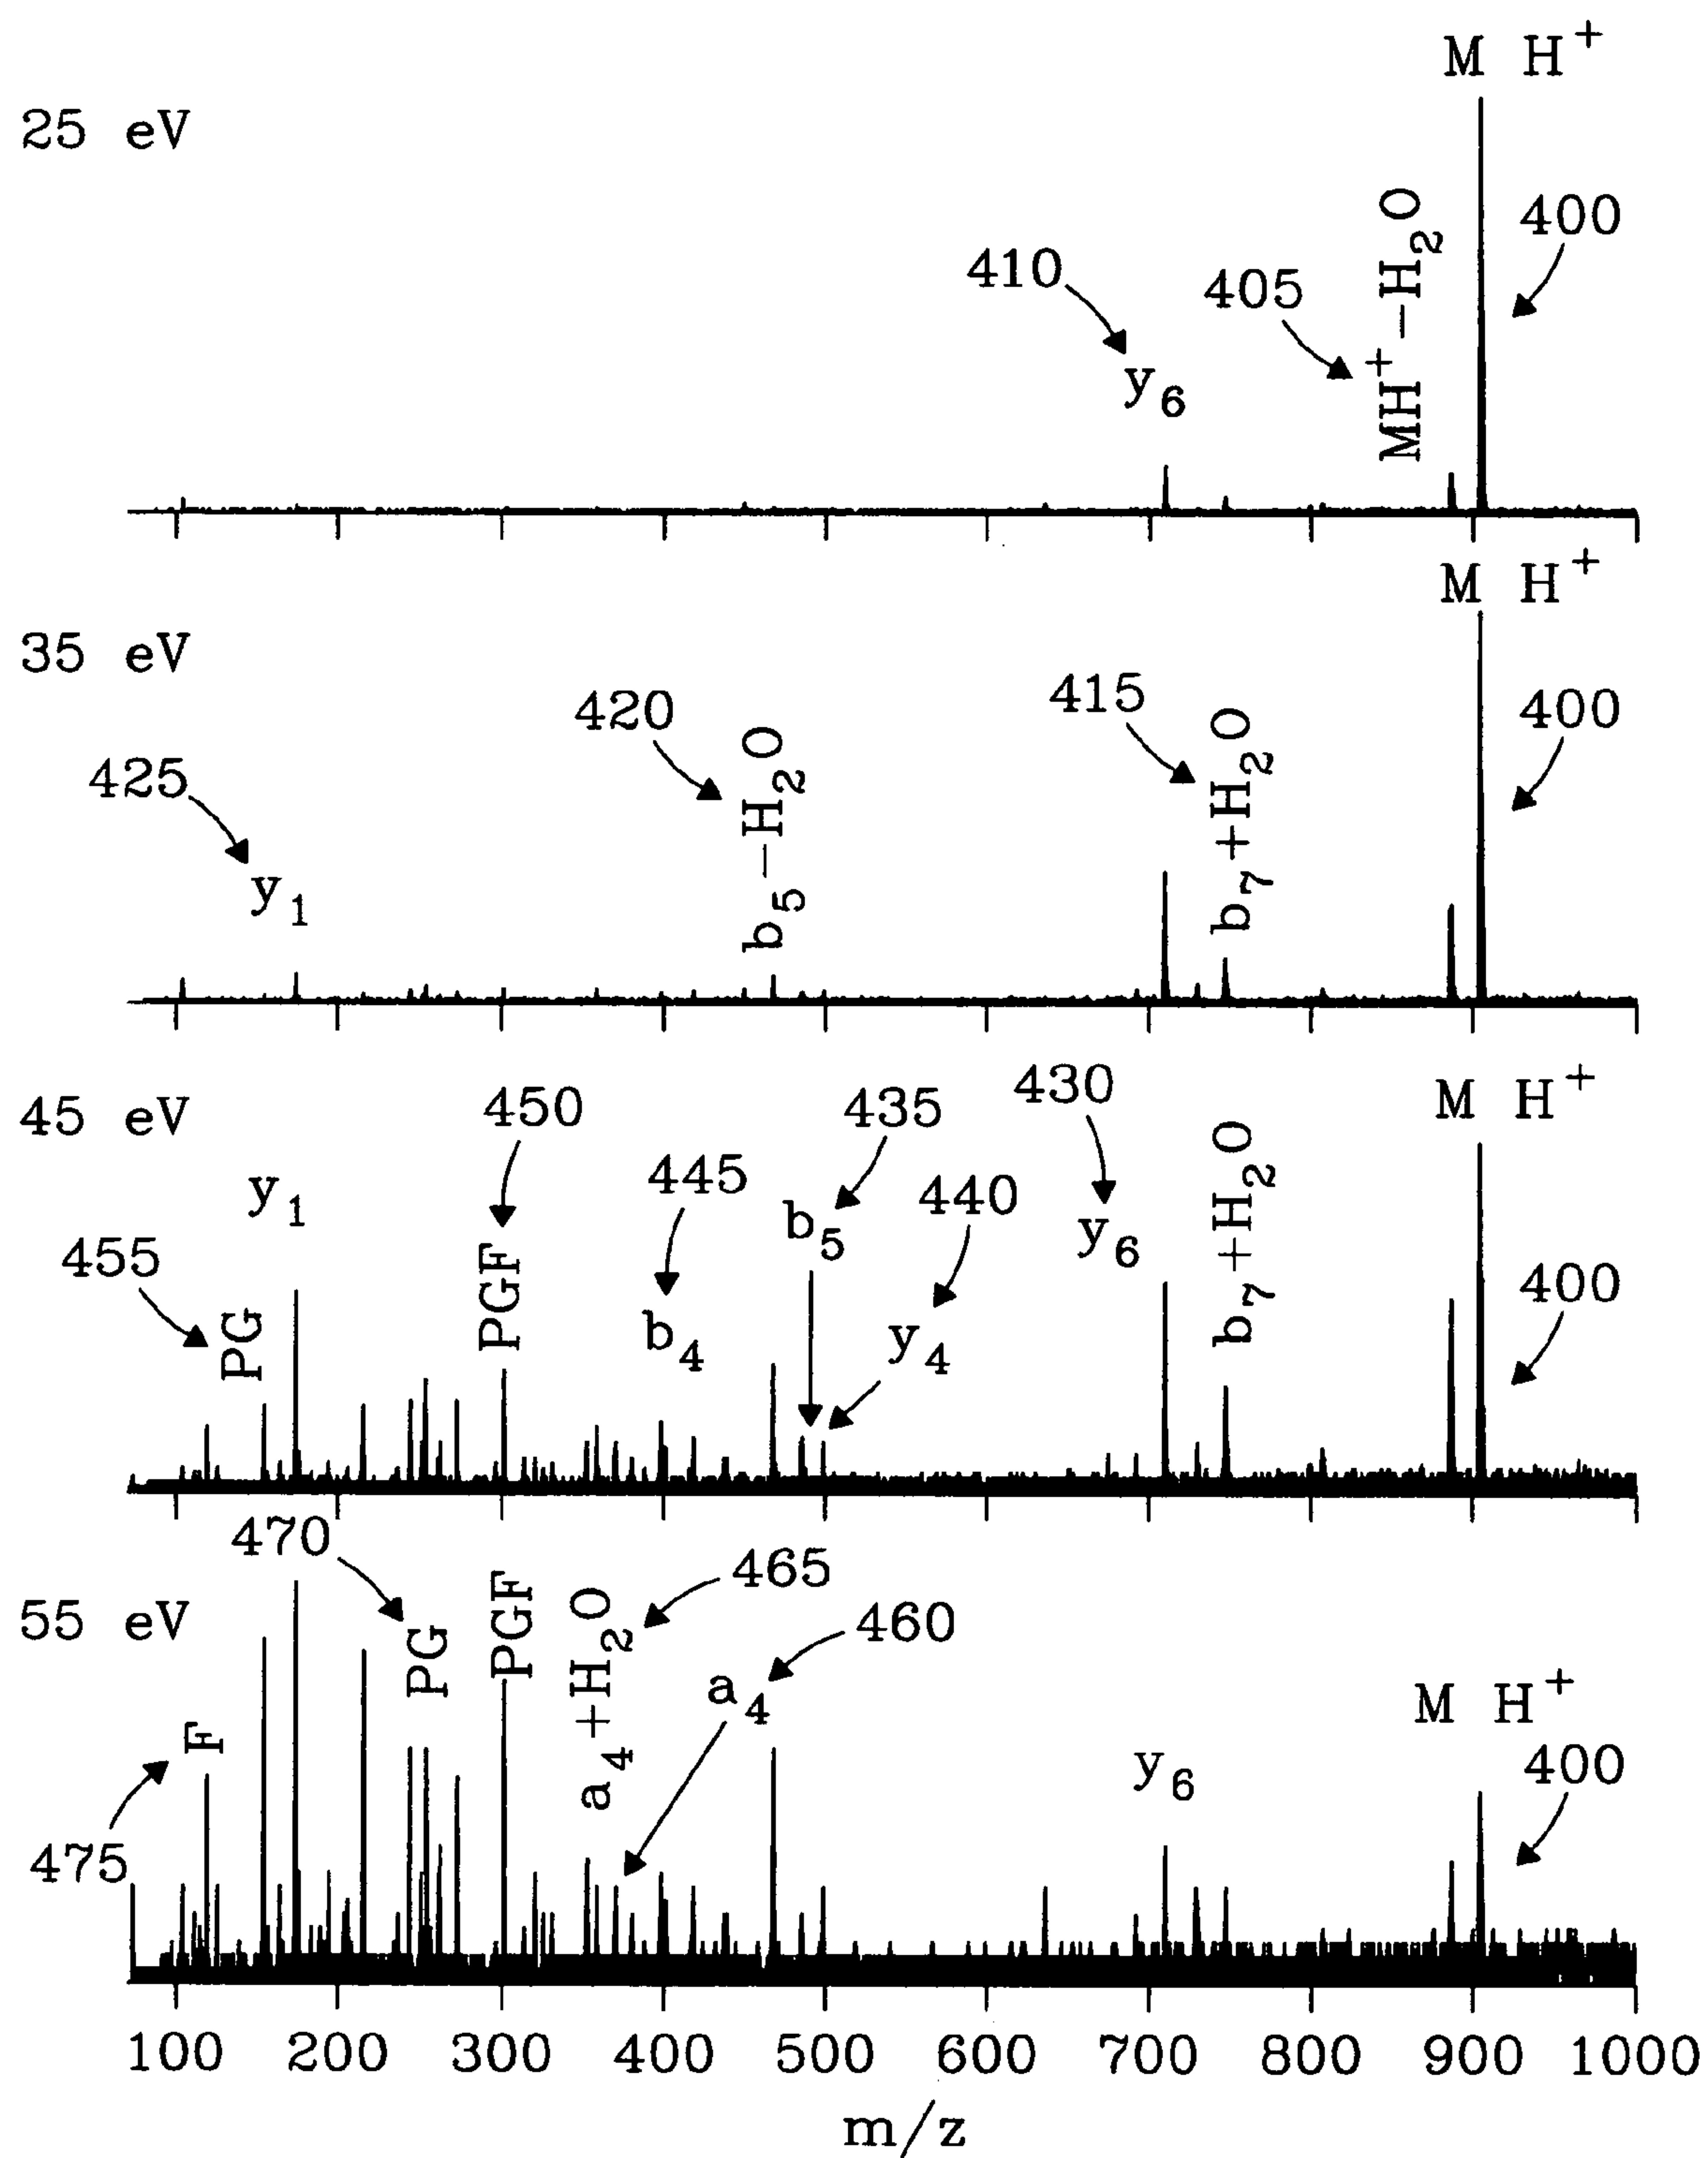 M H+
25 eV
MH+−H2O
400
410
405
y6
M H+
35 eV
420
415
400
425
b5−H2O
b7+H2O
y1
45 eV
450
435
430
M H+
445
440
y1
b5
y6
b7+H2O
455
400
PG
PGF
b4
y4
470
465
55 eV
PG
PGF
a4+H2O
460
a4
M H+
F
y6
400
475
100 200 300 400 500 600 700 800 900 1000
m/z